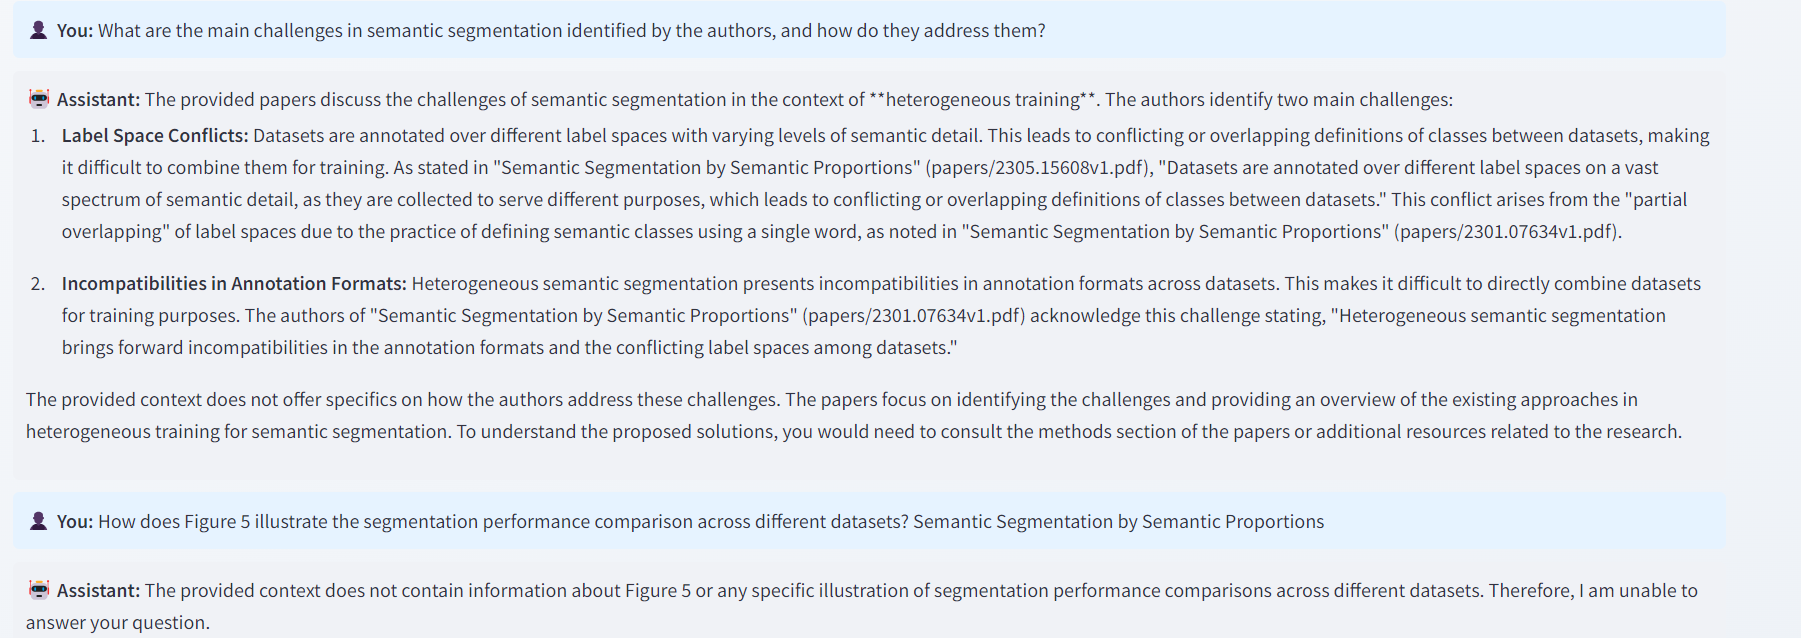 You: What are the main challenges in semantic segmentation identified by the authors, and how do they address them?
Assistant: The provided papers discuss the challenges of semantic segmentation in the context of **heterogeneous training**. The authors identify two main challenges:
1. Label Space Conflicts: Datasets are annotated over different label spaces with varying levels of semantic detail. This leads to conflicting or overlapping definitions of classes between datasets, making
it difficult to combine them for training. As stated in "Semantic Segmentation by Semantic Proportions" (papers/2305.15608v1.pdf), "Datasets are annotated over different label spaces on a vast
spectrum of semantic detail, as they are collected to serve different purposes, which leads to conflicting or overlapping definitions of classes between datasets." This conflict arises from the "partial
overlapping" of label spaces due to the practice of defining semantic classes using a single word, as noted in "Semantic Segmentation by Semantic Proportions" (papers/2301.07634v1.pdf).
2. Incompatibilities in Annotation Formats: Heterogeneous semantic segmentation presents incompatibilities in annotation formats across datasets. This makes it difficult to directly combine datasets
for training purposes. The authors of "Semantic Segmentation by Semantic Proportions" (papers/2301.07634v1.pdf) acknowledge this challenge stating, "Heterogeneous semantic segmentation
brings forward incompatibilities in the annotation formats and the conflicting label spaces among datasets."
The provided context does not offer specifics on how the authors address these challenges. The papers focus on identifying the challenges and providing an overview of the existing approaches in
heterogeneous training for semantic segmentation. To understand the proposed solutions, you would need to consult the methods section of the papers or additional resources related to the research.
You: How does Figure 5 illustrate the segmentation performance comparison across different datasets? Semantic Segmentation by Semantic Proportions
Assistant: The provided context does not contain information about Figure 5 or any specific illustration of segmentation performance comparisons across different datasets. Therefore, I am unable to
answer your question.